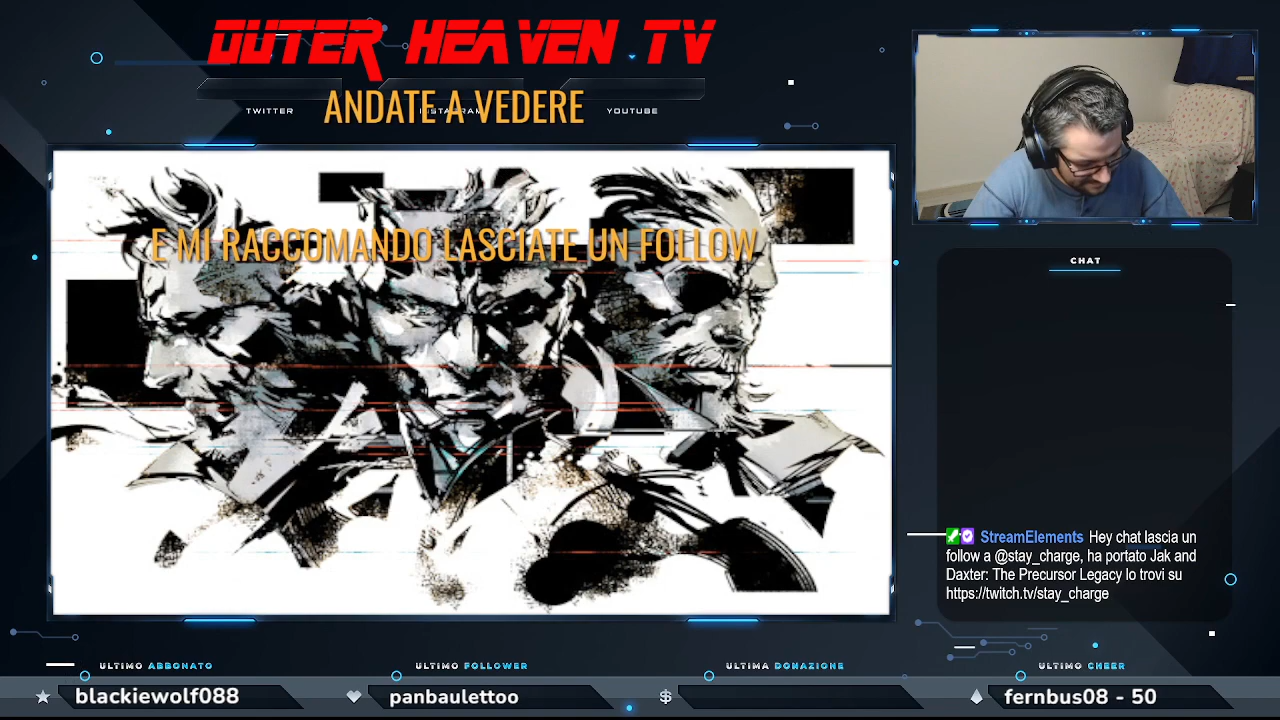 OUTER HEAVEN TV
TWITTER
INSTAGRAM
YOUTUBE
ANDATE A VEDERE
E MI RACCOMANDO LASCIATE UN FOLLOW
CHAT
StreamElements Hey chat lascia un
follow a @stay_charge, ha portato Jak and
Daxter: The Precursor Legacy lo trovi su
https://twitch.tv/stay_charge
ULTIMO ABBONATO
ULTIMO FOLLOWER
ULTIMA DONAZIONE
ULTIMO CHEER
blackiewolf088
panbaulettoo
$
fernbus08 - 50